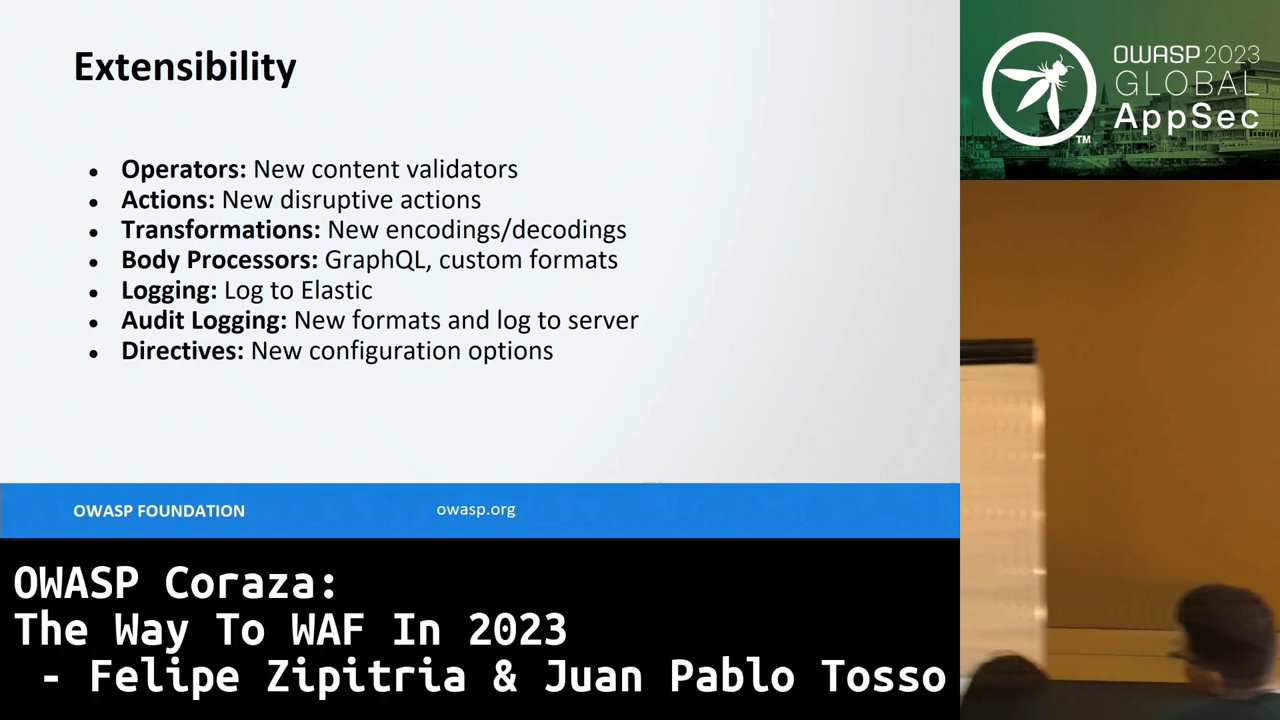 Extensibility
● Operators: New content validators
● Actions: New disruptive actions
● Transformations: New encodings/decodings
● Body Processors: GraphQL, custom formats
● Logging: Log to Elastic
● Audit Logging: New formats and log to server
● Directives: New configuration options
OWASP FOUNDATION
owasp.org
OWASP Coraza:
The Way To WAF In 2023
- Felipe Zipitria & Juan Pablo Tosso
OWASP 2023
GLOBAL
AppSec
TM